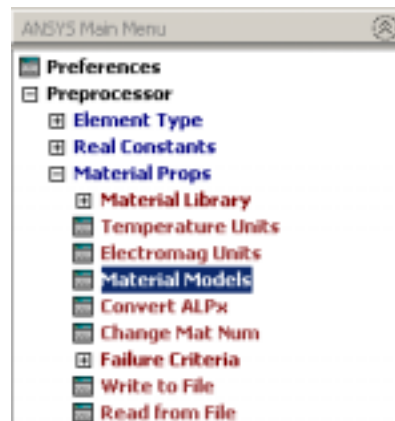 ANSYS Main Menu
Preferences
Preprocessor
Element Type
Real Constants
Material Props
Material Library
Temperature Units
Electromag Units
Material Models
Convert ALPx
Change Mat Num
Failure Criteria
Write to File
Read from File